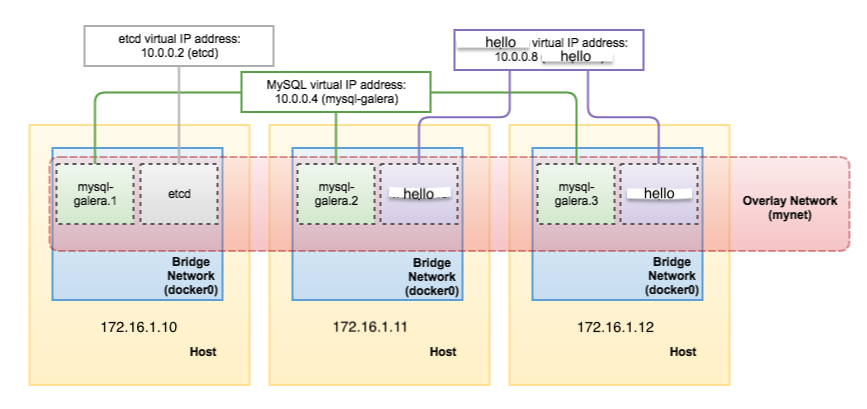 etcd virtual IP address:
10.0.0.2 (etcd)
hello virtual IP address:
10.0.0.8 hello
MySQL virtual IP address:
10.0.0.4 (mysql-galera)
mysql-
galera.1
etcd
mysql-
galera.2
hello
mysql-
galera.3
hello
Overlay Network
(mynet)
Bridge
Network
(docker0)
Bridge
Network
(docker0)
Bridge
Network
(docker0)
172.16.1.10
172.16.1.11
172.16.1.12
Host
Host
Host